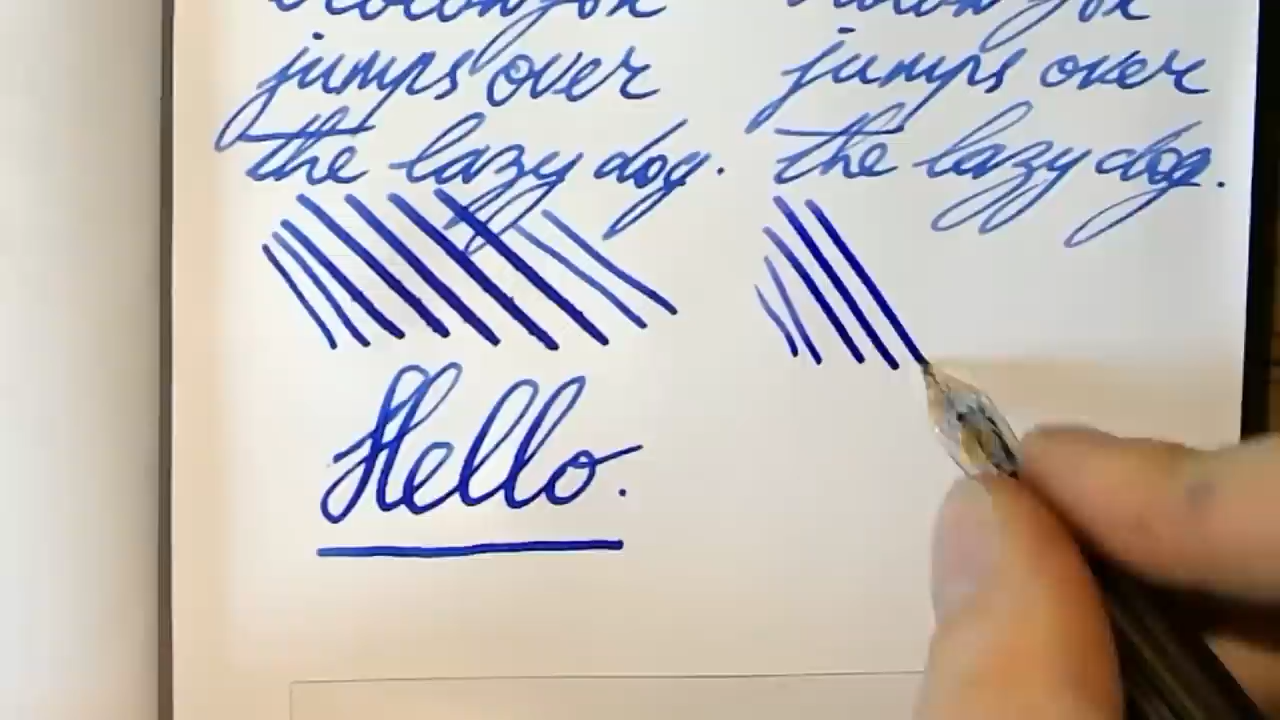 jumps over
the lazy dog.
Hello.
jumps over
the lazy dog.